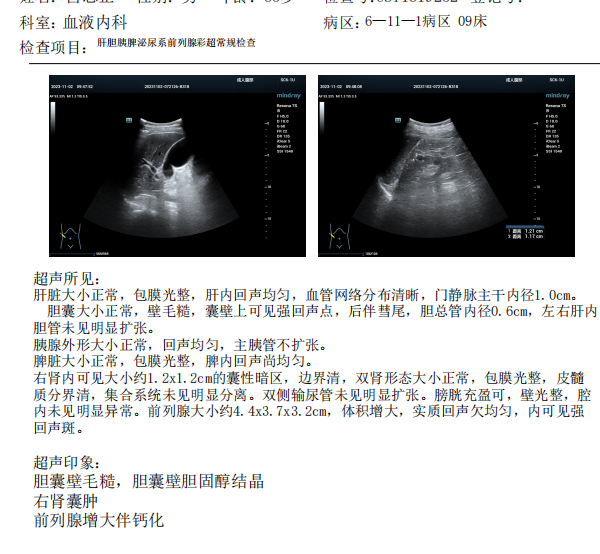 科室：血液内科 病区：6—11—1病区 09床
检查项目：肝胆胰脾泌尿系前列腺彩超常规检查
成人腹部 SC6-1U
2023-11-02 09:47:52 20231102-072126-B318
mindray
Resona 7S
成人腹部 SC6-1U
2023-11-02 09:48:08 20231102-072126-B318
mindray
Resona 7S
1 距离 1.21 cm
2 距离 1.17 cm
超声所见：
肝脏大小正常，包膜光整，肝内回声均匀，血管网络分布清晰，门静脉主干内径1.0cm。
胆囊大小正常，壁毛糙，囊壁上可见强回声点，后伴彗尾，胆总管内径0.6cm，左右肝内
胆管未见明显扩张。
胰腺外形大小正常，回声均匀，主胰管不扩张。
脾脏大小正常，包膜光整，脾内回声尚均匀。
右肾内可见大小约1.2x1.2cm的囊性暗区，边界清，双肾形态大小正常，包膜光整，皮髓
质分界清，集合系统未见明显分离。双侧输尿管未见明显扩张。膀胱充盈可，壁光整，腔
内未见明显异常。前列腺大小约4.4x3.7x3.2cm，体积增大，实质回声欠均匀，内可见强
回声斑。
超声印象：
胆囊壁毛糙，胆囊壁胆固醇结晶
右肾囊肿
前列腺增大伴钙化